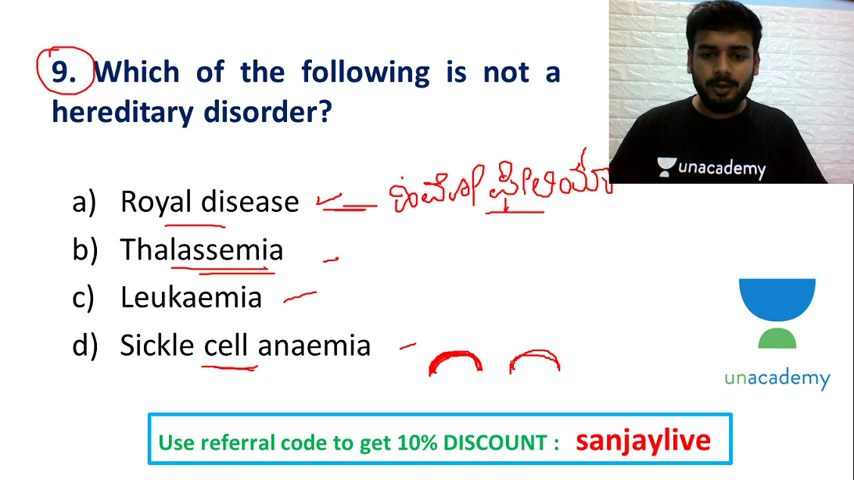 9. Which of the following is not a
hereditary disorder?
a) Royal disease
ಹಿಮೋಫೀಲಿಯಾ
b) Thalassemia
c) Leukaemia
d) Sickle cell anaemia
unacademy
unacademy
Use referral code to get 10% DISCOUNT : sanjaylive